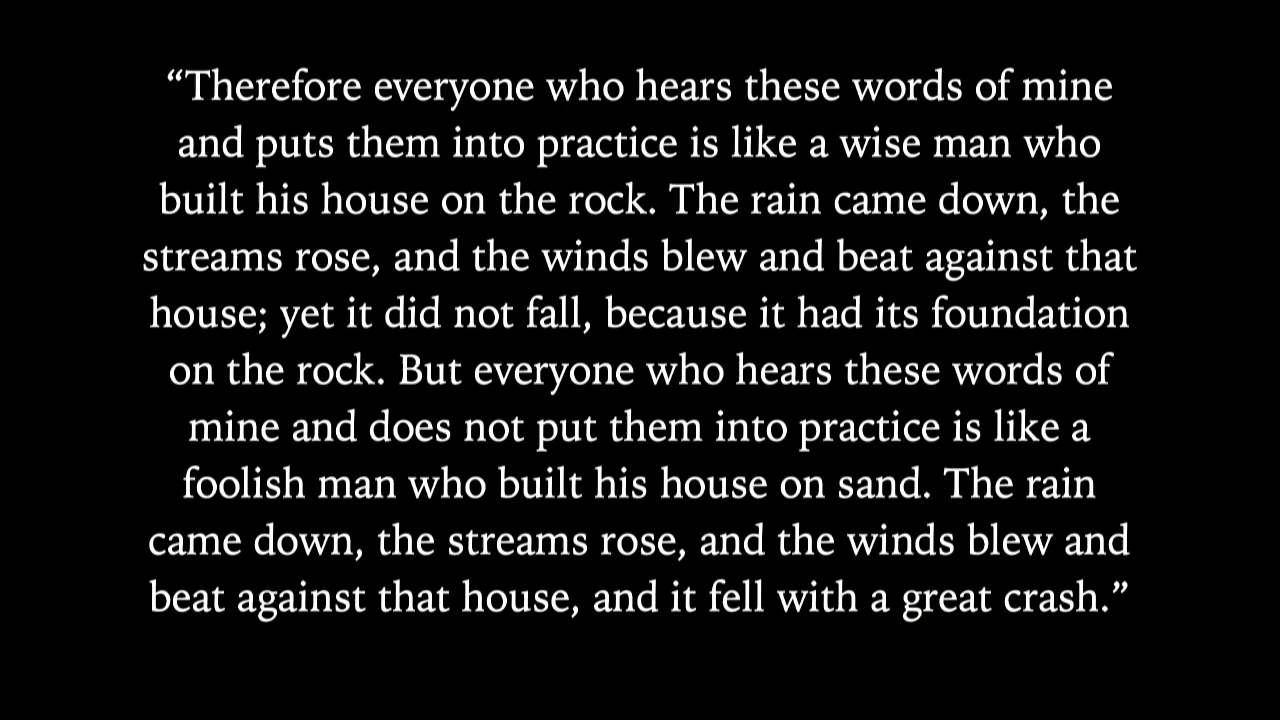 “Therefore everyone who hears these words of mine
and puts them into practice is like a wise man who
built his house on the rock. The rain came down, the
streams rose, and the winds blew and beat against that
house; yet it did not fall, because it had its foundation
on the rock. But everyone who hears these words of
mine and does not put them into practice is like a
foolish man who built his house on sand. The rain
came down, the streams rose, and the winds blew and
beat against that house, and it fell with a great crash.”